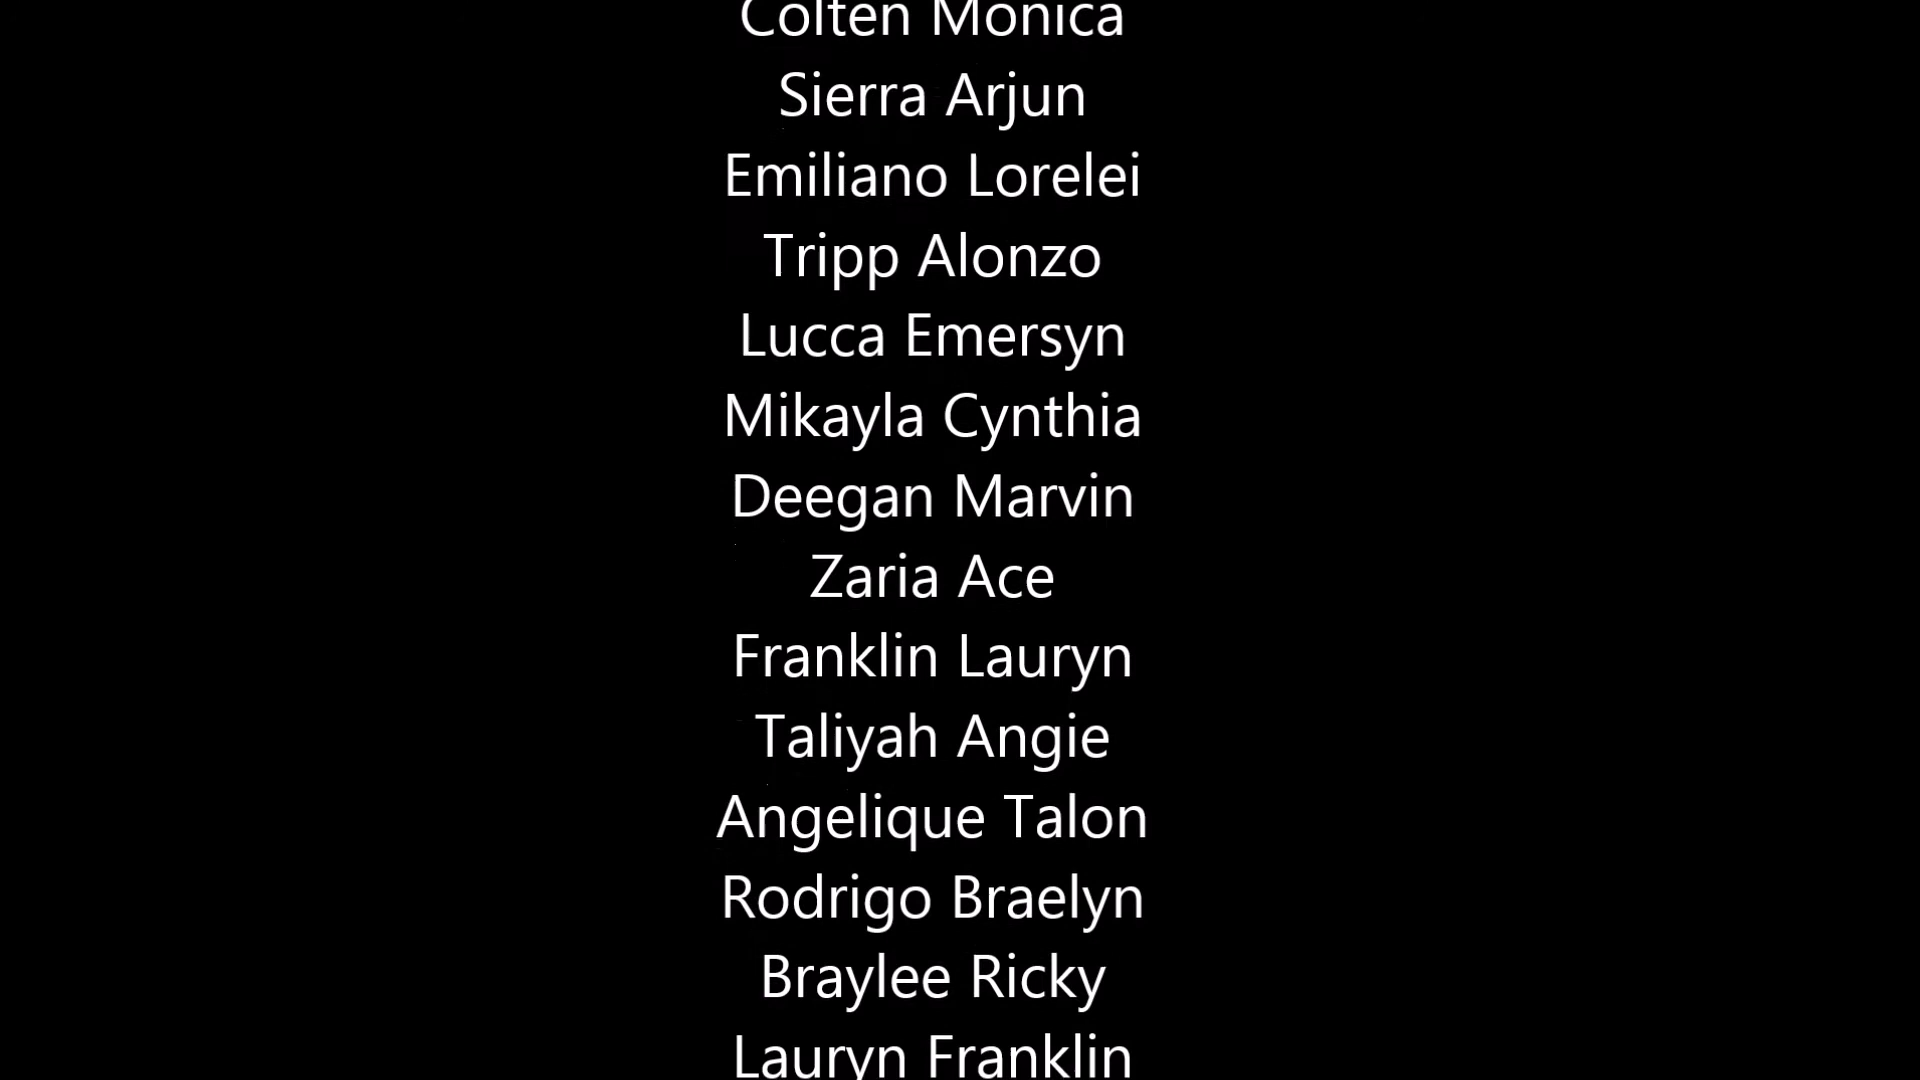 Colten Monica
Sierra Arjun
Emiliano Lorelei
Tripp Alonzo
Lucca Emersyn
Mikayla Cynthia
Deegan Marvin
Zaria Ace
Franklin Lauryn
Taliyah Angie
Angelique Talon
Rodrigo Braelyn
Braylee Ricky
Lauryn Franklin